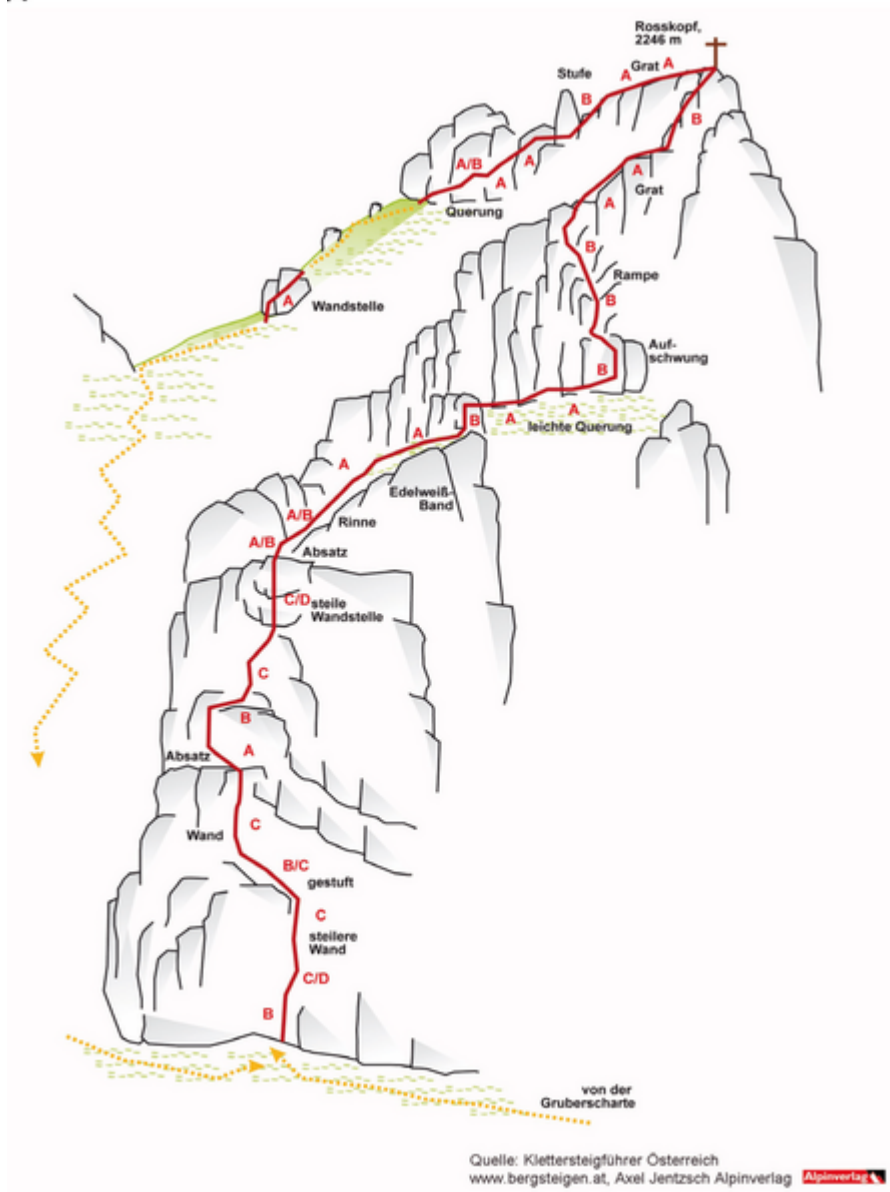 Rosskopf,
2246 m
Grat
A
A
Stufe
B
B
A/B
A
A
A
Grat
A
Querung
B
Rampe
A
B
Wandstelle
Auf-
schwung
B
A
A
B
leichte Querung
A
A
Edelweiß-
Band
A/B
Rinne
A/B
Absatz
C/D
steile
Wandstelle
C
B
A
Absatz
C
Wand
B/C
gestuft
C
steilere
Wand
C/D
B
von der
Gruberscharte
Quelle: Klettersteigführer Österreich
www.bergsteigen.at, Axel Jentzsch Alpinverlag
Alpinverlag